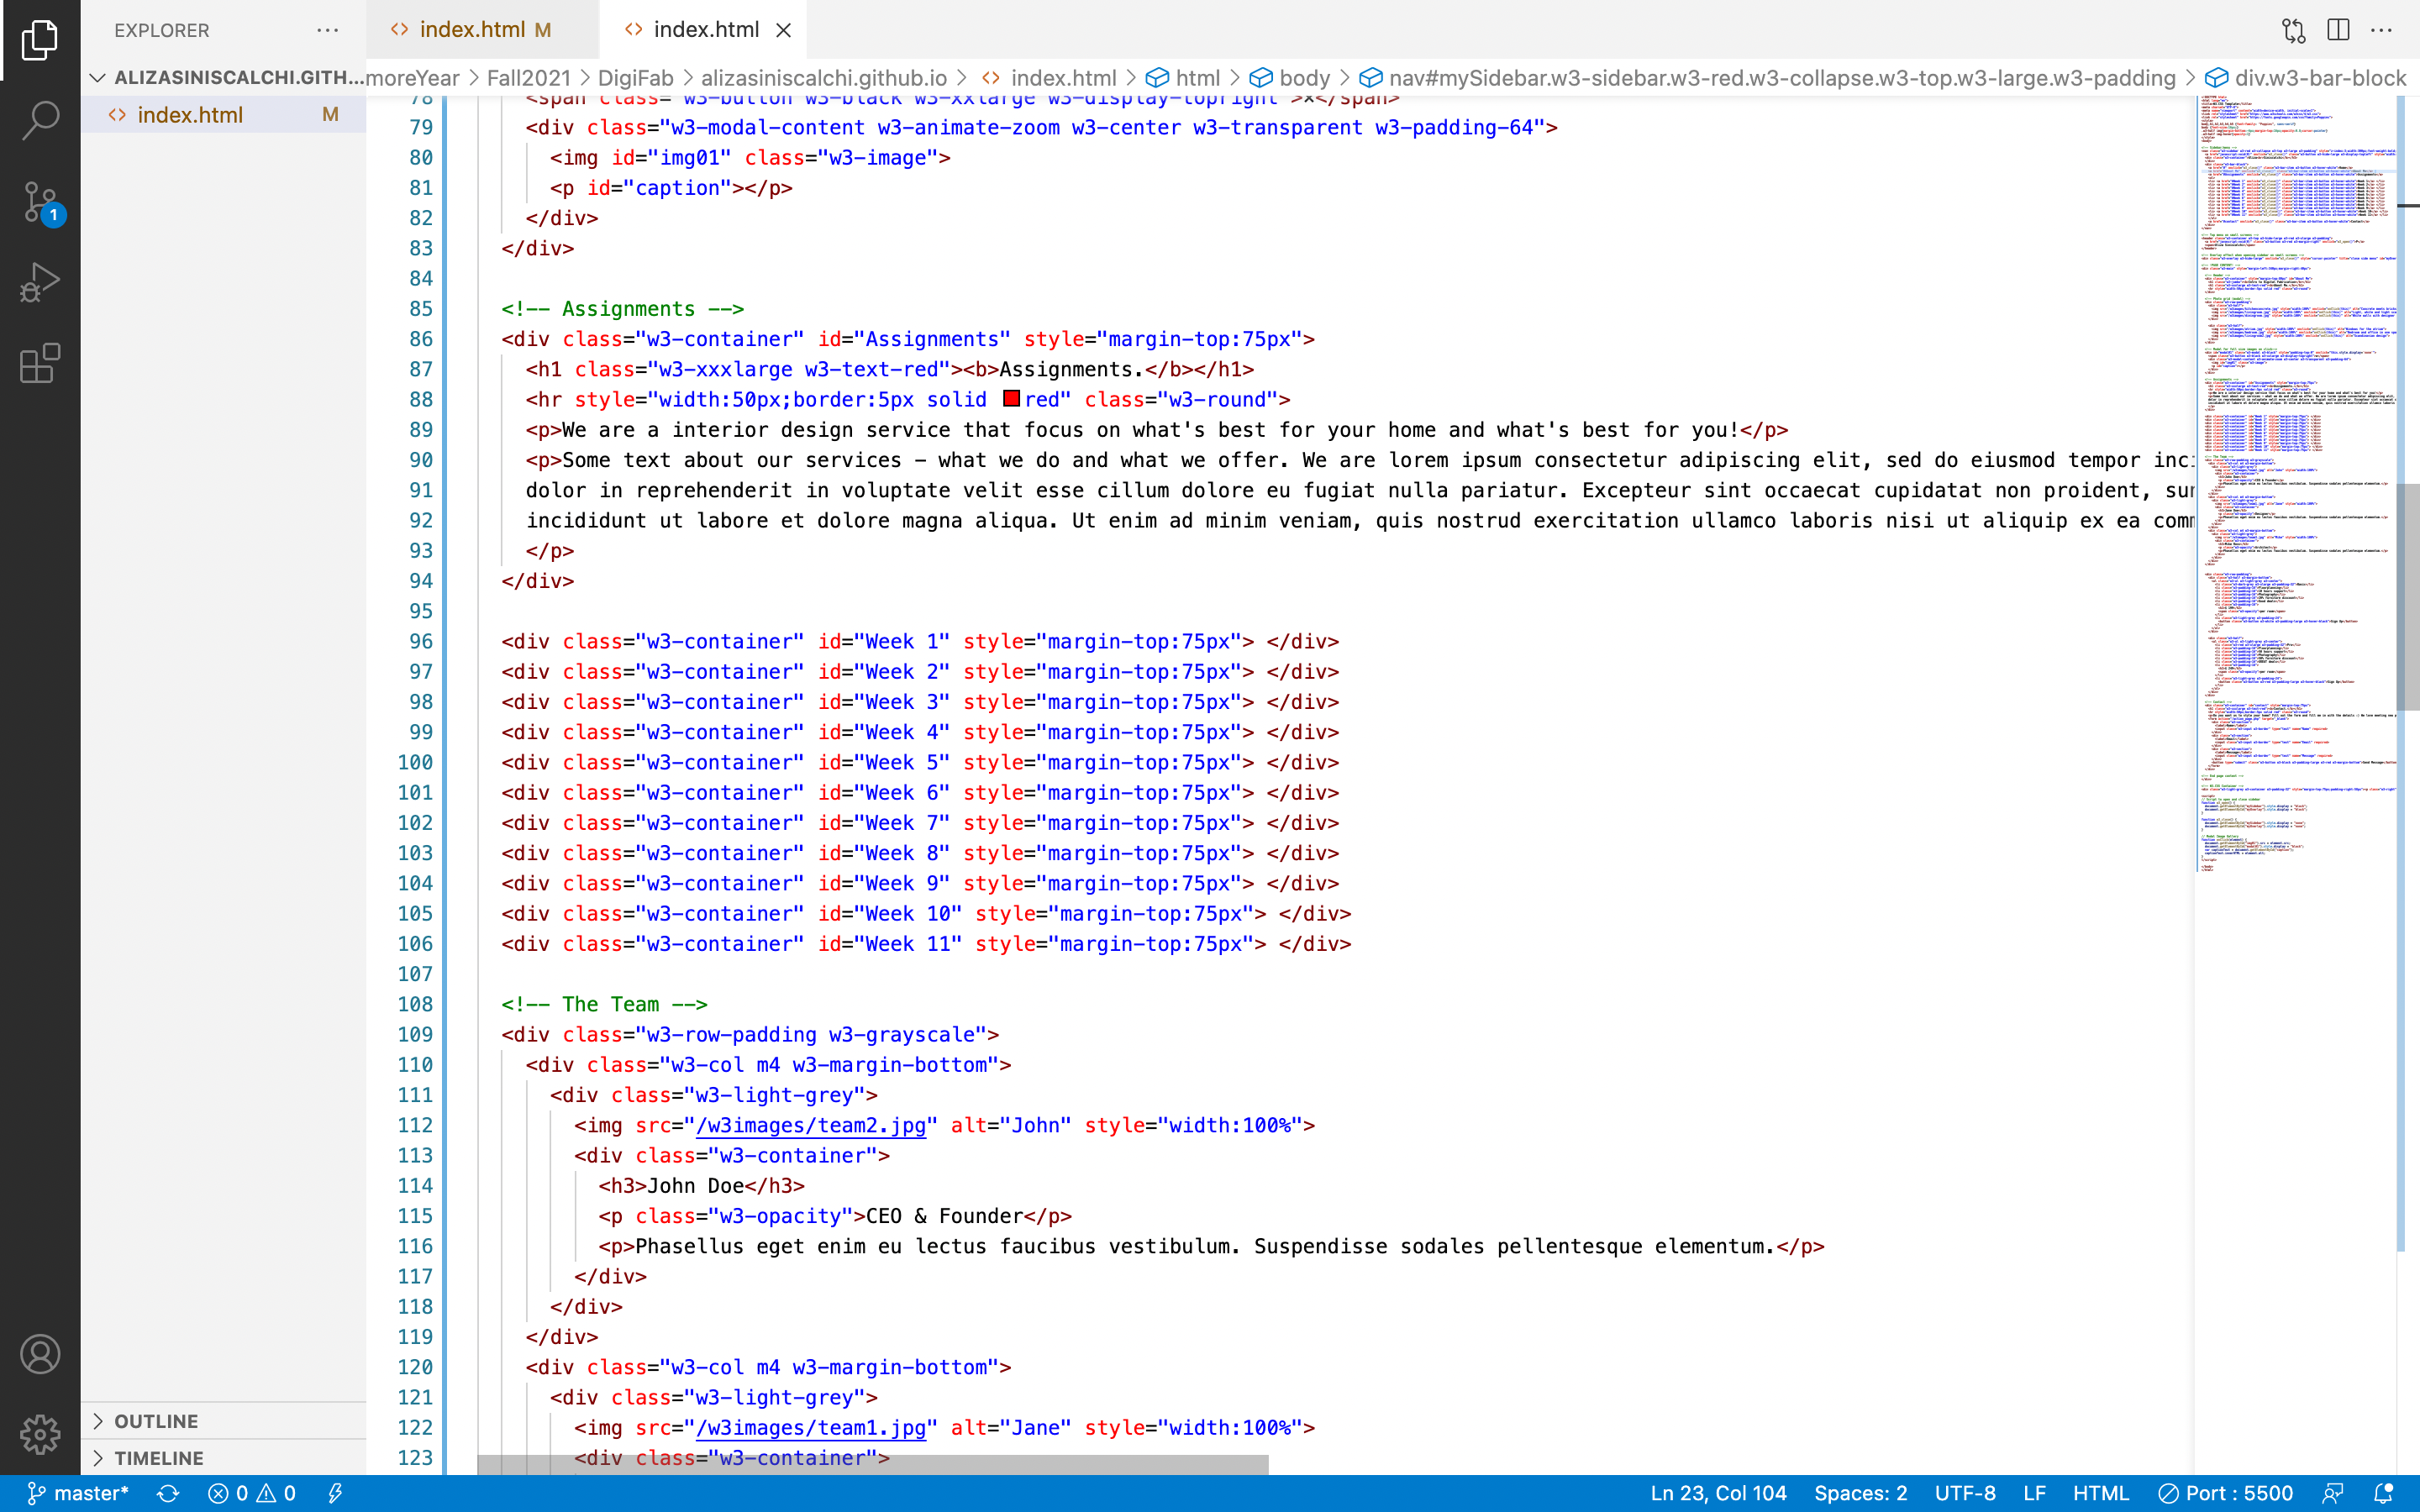 EXPLORER
index.html M
index.html
ALIZASINISCALCHI.GITH...
index.html M
OUTLINE
TIMELINE
moreYear > Fall2021 > DigiFab > alizasiniscalchi.github.io > index.html > html > body > nav#mySidebar.w3-sidebar.w3-red.w3-collapse.w3-top.w3-large.w3-padding > div.w3-bar-block
78 <span class="w3-button w3-black w3-xxlarge w3-display-topright">×</span>
79 <div class="w3-modal-content w3-animate-zoom w3-center w3-transparent w3-padding-64">
80 <img id="img01" class="w3-image">
81 <p id="caption"></p>
82 </div>
83 </div>
84
85 <!-- Assignments -->
86 <div class="w3-container" id="Assignments" style="margin-top:75px">
87 <h1 class="w3-xxxlarge w3-text-red"><b>Assignments.</b></h1>
88 <hr style="width:50px;border:5px solid red" class="w3-round">
89 <p>We are a interior design service that focus on what's best for your home and what's best for you!</p>
90 <p>Some text about our services - what we do and what we offer. We are lorem ipsum consectetur adipiscing elit, sed do eiusmod tempor inc
91 dolor in reprehenderit in voluptate velit esse cillum dolore eu fugiat nulla pariatur. Excepteur sint occaecat cupidatat non proident, su
92 incididunt ut labore et dolore magna aliqua. Ut enim ad minim veniam, quis nostrud exercitation ullamco laboris nisi ut aliquip ex ea com
93 </p>
94 </div>
95
96 <div class="w3-container" id="Week 1" style="margin-top:75px"> </div>
97 <div class="w3-container" id="Week 2" style="margin-top:75px"> </div>
98 <div class="w3-container" id="Week 3" style="margin-top:75px"> </div>
99 <div class="w3-container" id="Week 4" style="margin-top:75px"> </div>
100 <div class="w3-container" id="Week 5" style="margin-top:75px"> </div>
101 <div class="w3-container" id="Week 6" style="margin-top:75px"> </div>
102 <div class="w3-container" id="Week 7" style="margin-top:75px"> </div>
103 <div class="w3-container" id="Week 8" style="margin-top:75px"> </div>
104 <div class="w3-container" id="Week 9" style="margin-top:75px"> </div>
105 <div class="w3-container" id="Week 10" style="margin-top:75px"> </div>
106 <div class="w3-container" id="Week 11" style="margin-top:75px"> </div>
107
108 <!-- The Team -->
109 <div class="w3-row-padding w3-grayscale">
110 <div class="w3-col m4 w3-margin-bottom">
111 <div class="w3-light-grey">
112 <img src="/w3images/team2.jpg" alt="John" style="width:100%">
113 <div class="w3-container">
114 <h3>John Doe</h3>
115 <p class="w3-opacity">CEO & Founder</p>
116 <p>Phasellus eget enim eu lectus faucibus vestibulum. Suspendisse sodales pellentesque elementum.</p>
117 </div>
118 </div>
119 </div>
120 <div class="w3-col m4 w3-margin-bottom">
121 <div class="w3-light-grey">
122 <img src="/w3images/team1.jpg" alt="Jane" style="width:100%">
123 <div class="w3-container">
1
master* 0 0 Ln 23, Col 104 Spaces: 2 UTF-8 LF HTML Port : 5500